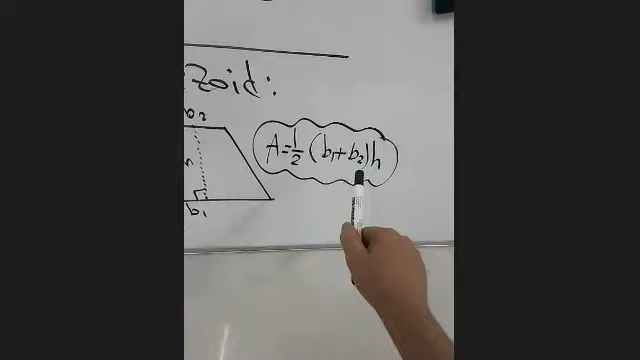 zoid:
b2
A = 1/2 (b1 + b2)h
h
b1